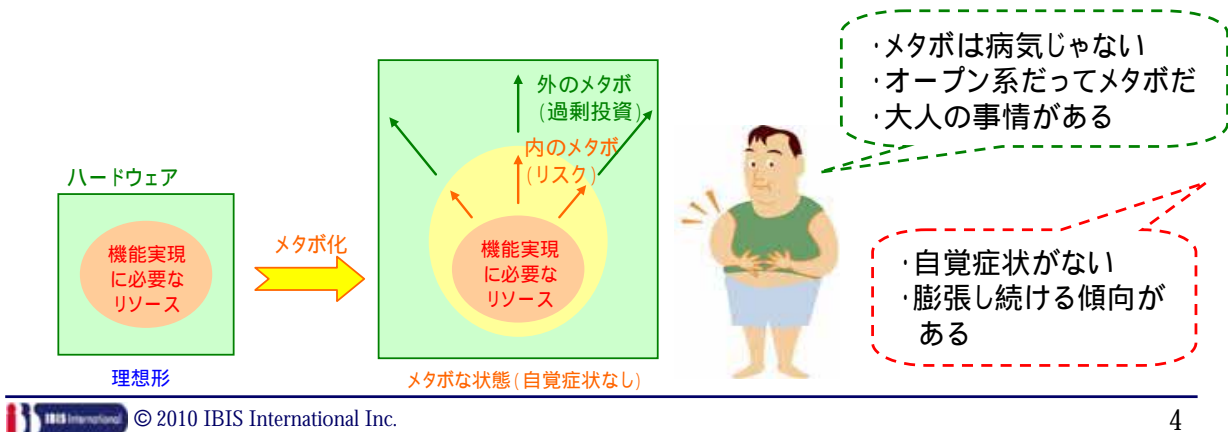 ・メタボは病気じゃない
・オープン系だってメタボだ
・大人の事情がある
外のメタボ
(過剰投資)
内のメタボ
(リスク)
ハードウェア
機能実現
に必要な
リソース
メタボ化
機能実現
に必要な
リソース
・自覚症状がない
・膨張し続ける傾向が
ある
理想形
メタボな状態(自覚症状なし)
IBIS International
© 2010 IBIS International Inc.
4